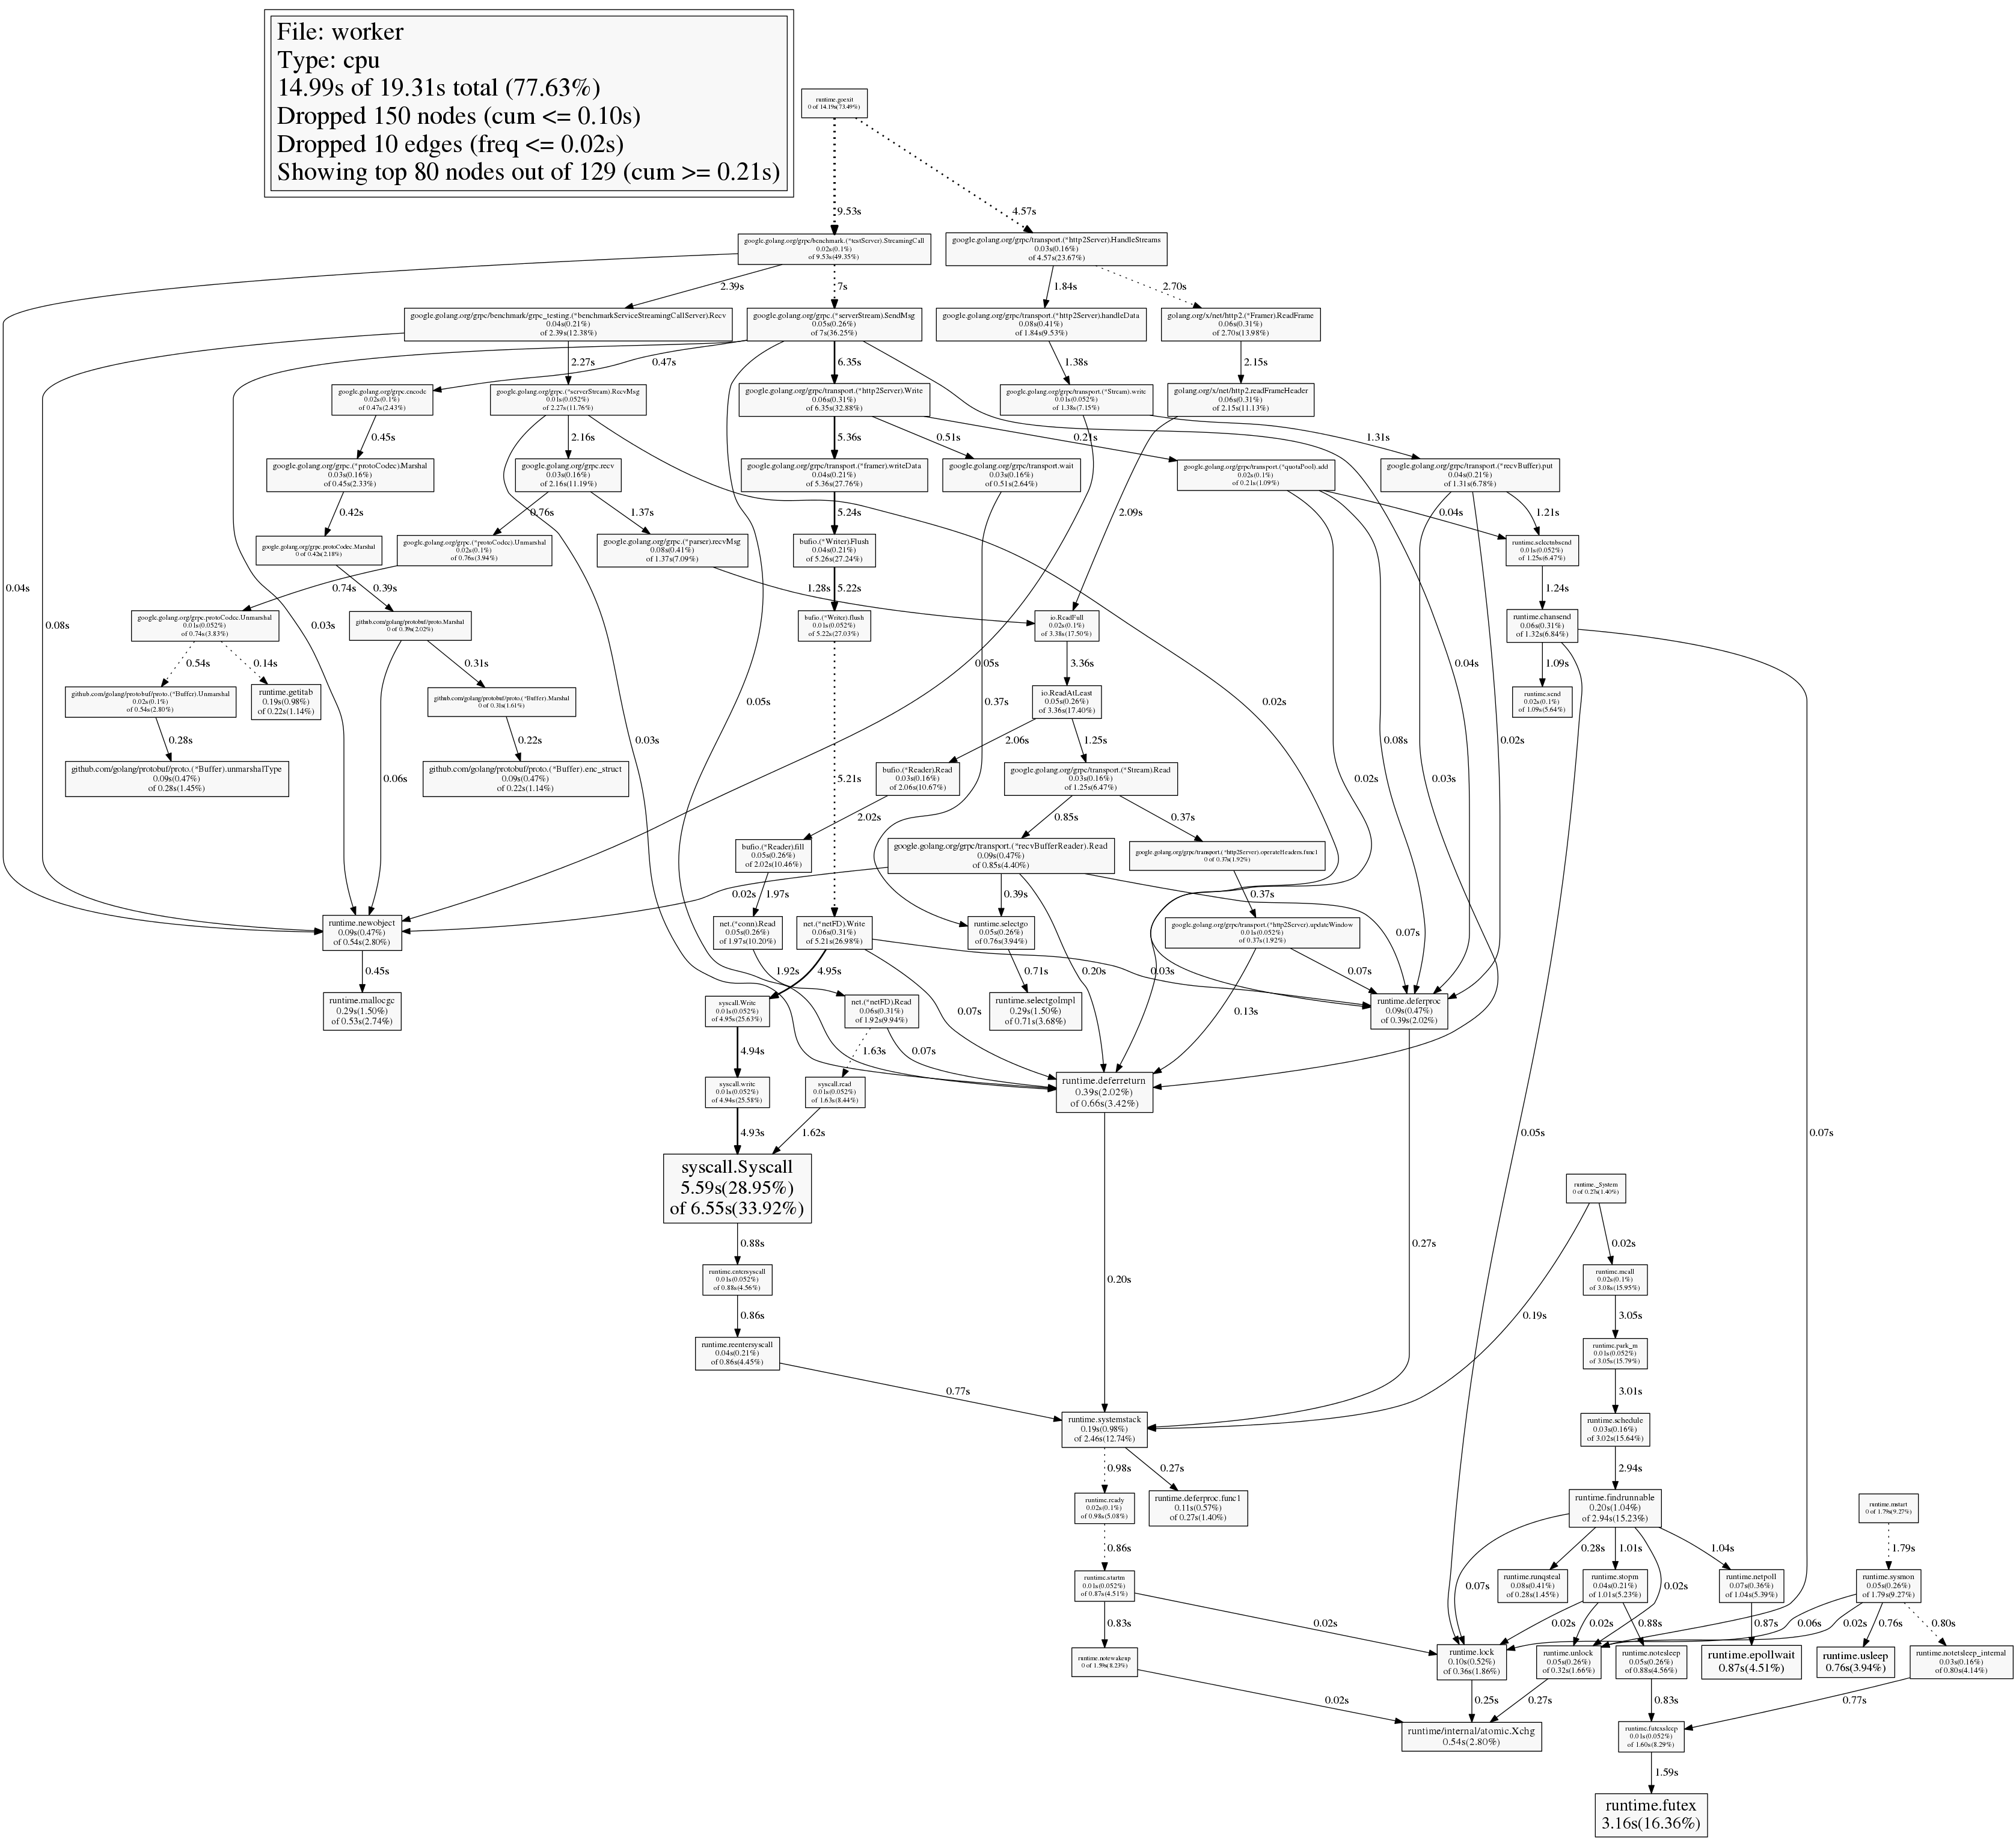 File: worker
Type: cpu
14.99s of 19.31s total (77.63%)
Dropped 150 nodes (cum <= 0.10s)
Dropped 10 edges (freq <= 0.02s)
Showing top 80 nodes out of 129 (cum >= 0.21s)
runtime.goexit
0 of 14.19s(73.49%)
9.53s
4.57s
google.golang.org/grpc/benchmark.(*testServer).StreamingCall
0.02s(0.1%)
of 9.53s(49.35%)
google.golang.org/grpc/transport.(*http2Server).HandleStreams
0.03s(0.16%)
of 4.57s(23.67%)
2.39s
7s
1.84s
2.70s
google.golang.org/grpc/benchmark/grpc_testing.(*benchmarkServiceStreamingCallServer).Recv
0.04s(0.21%)
of 2.39s(12.38%)
google.golang.org/grpc.(*serverStream).SendMsg
0.05s(0.26%)
of 7s(36.25%)
google.golang.org/grpc/transport.(*http2Server).handleData
0.08s(0.41%)
of 1.84s(9.53%)
golang.org/x/net/http2.(*Framer).ReadFrame
0.06s(0.31%)
of 2.70s(13.98%)
2.27s
0.47s
6.35s
1.38s
2.15s
google.golang.org/grpc.encode
0.02s(0.1%)
of 0.47s(2.43%)
google.golang.org/grpc.(*serverStream).RecvMsg
0.01s(0.052%)
of 2.27s(11.76%)
google.golang.org/grpc/transport.(*http2Server).Write
0.06s(0.31%)
of 6.35s(32.88%)
google.golang.org/grpc/transport.(*Stream).write
0.01s(0.052%)
of 1.38s(7.15%)
golang.org/x/net/http2.readFrameHeader
0.06s(0.31%)
of 2.15s(11.13%)
0.45s
2.16s
5.36s
0.51s
0.21s
1.31s
google.golang.org/grpc.(*protoCodec).Marshal
0.03s(0.16%)
of 0.45s(2.33%)
google.golang.org/grpc.recv
0.03s(0.16%)
of 2.16s(11.19%)
google.golang.org/grpc/transport.(*framer).writeData
0.04s(0.21%)
of 5.36s(27.76%)
google.golang.org/grpc/transport.wait
0.03s(0.16%)
of 0.51s(2.64%)
google.golang.org/grpc/transport.(*quotaPool).add
0.02s(0.1%)
of 0.21s(1.09%)
google.golang.org/grpc/transport.(*recvBuffer).put
0.04s(0.21%)
of 1.31s(6.78%)
0.42s
0.76s
1.37s
5.24s
2.09s
0.04s
1.21s
google.golang.org/grpc.protoCodec.Marshal
0 of 0.42s(2.18%)
google.golang.org/grpc.(*protoCodec).Unmarshal
0.02s(0.1%)
of 0.76s(3.94%)
google.golang.org/grpc.(*parser).recvMsg
0.08s(0.41%)
of 1.37s(7.09%)
bufio.(*Writer).Flush
0.04s(0.21%)
of 5.26s(27.24%)
runtime.selectnbsend
0.01s(0.052%)
of 1.25s(6.47%)
0.04s
0.74s
0.39s
1.28s
5.22s
1.24s
google.golang.org/grpc.protoCodec.Unmarshal
0.01s(0.052%)
of 0.74s(3.83%)
github.com/golang/protobuf/proto.Marshal
0 of 0.39s(2.02%)
bufio.(*Writer).flush
0.01s(0.052%)
of 5.22s(27.03%)
io.ReadFull
0.02s(0.1%)
of 3.38s(17.50%)
runtime.chansend
0.06s(0.31%)
of 1.32s(6.84%)
0.08s
0.03s
0.54s
0.14s
0.31s
0.05s
3.36s
0.04s
1.09s
github.com/golang/protobuf/proto.(*Buffer).Unmarshal
0.02s(0.1%)
of 0.54s(2.80%)
runtime.getitab
0.19s(0.98%)
of 0.22s(1.14%)
github.com/golang/protobuf/proto.(*Buffer).Marshal
0 of 0.31s(1.61%)
io.ReadAtLeast
0.05s(0.26%)
of 3.36s(17.40%)
runtime.send
0.02s(0.1%)
of 1.09s(5.64%)
0.05s
0.37s
0.02s
0.28s
0.22s
0.03s
2.06s
1.25s
0.08s
0.02s
github.com/golang/protobuf/proto.(*Buffer).unmarshalType
0.09s(0.47%)
of 0.28s(1.45%)
0.06s
github.com/golang/protobuf/proto.(*Buffer).enc_struct
0.09s(0.47%)
of 0.22s(1.14%)
5.21s
bufio.(*Reader).Read
0.03s(0.16%)
of 2.06s(10.67%)
google.golang.org/grpc/transport.(*Stream).Read
0.03s(0.16%)
of 1.25s(6.47%)
0.02s
0.03s
2.02s
0.85s
0.37s
bufio.(*Reader).fill
0.05s(0.26%)
of 2.02s(10.46%)
google.golang.org/grpc/transport.(*recvBufferReader).Read
0.09s(0.47%)
of 0.85s(4.40%)
google.golang.org/grpc/transport.(*http2Server).operateHeaders.func1
0 of 0.37s(1.92%)
0.02s
1.97s
0.39s
0.37s
runtime.newobject
0.09s(0.47%)
of 0.54s(2.80%)
net.(*conn).Read
0.05s(0.26%)
of 1.97s(10.20%)
net.(*netFD).Write
0.06s(0.31%)
of 5.21s(26.98%)
runtime.selectgo
0.05s(0.26%)
of 0.76s(3.94%)
google.golang.org/grpc/transport.(*http2Server).updateWindow
0.01s(0.052%)
of 0.37s(1.92%)
0.07s
0.45s
1.92s
4.95s
0.71s
0.20s
0.03s
0.07s
runtime.mallocgc
0.29s(1.50%)
of 0.53s(2.74%)
syscall.Write
0.01s(0.052%)
of 4.95s(25.63%)
net.(*netFD).Read
0.06s(0.31%)
of 1.92s(9.94%)
0.07s
runtime.selectgoImpl
0.29s(1.50%)
of 0.71s(3.68%)
0.13s
runtime.deferproc
0.09s(0.47%)
of 0.39s(2.02%)
4.94s
1.63s
0.07s
syscall.write
0.01s(0.052%)
of 4.94s(25.58%)
syscall.read
0.01s(0.052%)
of 1.63s(8.44%)
runtime.deferreturn
0.39s(2.02%)
of 0.66s(3.42%)
4.93s
1.62s
0.05s
0.07s
syscall.Syscall
5.59s(28.95%)
of 6.55s(33.92%)
runtime._System
0 of 0.27s(1.40%)
0.88s
0.27s
0.02s
runtime.entersyscall
0.01s(0.052%)
of 0.88s(4.56%)
0.20s
runtime.mcall
0.02s(0.1%)
of 3.08s(15.95%)
0.86s
0.19s
3.05s
runtime.reentersyscall
0.04s(0.21%)
of 0.86s(4.45%)
runtime.park_m
0.01s(0.052%)
of 3.05s(15.79%)
0.77s
3.01s
runtime.systemstack
0.19s(0.98%)
of 2.46s(12.74%)
runtime.schedule
0.03s(0.16%)
of 3.02s(15.64%)
0.98s
0.27s
2.94s
runtime.ready
0.02s(0.1%)
of 0.98s(5.08%)
runtime.deferproc.func1
0.11s(0.57%)
of 0.27s(1.40%)
runtime.findrunnable
0.20s(1.04%)
of 2.94s(15.23%)
runtime.mstart
0 of 1.79s(9.27%)
0.86s
0.28s
1.01s
1.04s
1.79s
runtime.startm
0.01s(0.052%)
of 0.87s(4.51%)
0.07s
runtime.runqsteal
0.08s(0.41%)
of 0.28s(1.45%)
runtime.stopm
0.04s(0.21%)
of 1.01s(5.23%)
0.02s
runtime.netpoll
0.07s(0.36%)
of 1.04s(5.39%)
runtime.sysmon
0.05s(0.26%)
of 1.79s(9.27%)
0.83s
0.02s
0.02s
0.02s
0.88s
0.87s
0.06s
0.02s
0.76s
0.80s
runtime.notewakeup
0 of 1.59s(8.23%)
runtime.lock
0.10s(0.52%)
of 0.36s(1.86%)
runtime.unlock
0.05s(0.26%)
of 0.32s(1.66%)
runtime.notesleep
0.05s(0.26%)
of 0.88s(4.56%)
runtime.epollwait
0.87s(4.51%)
runtime.usleep
0.76s(3.94%)
runtime.notetsleep_internal
0.03s(0.16%)
of 0.80s(4.14%)
0.02s
0.25s
0.27s
0.83s
0.77s
runtime/internal/atomic.Xchg
0.54s(2.80%)
runtime.futexsleep
0.01s(0.052%)
of 1.60s(8.29%)
1.59s
runtime.futex
3.16s(16.36%)